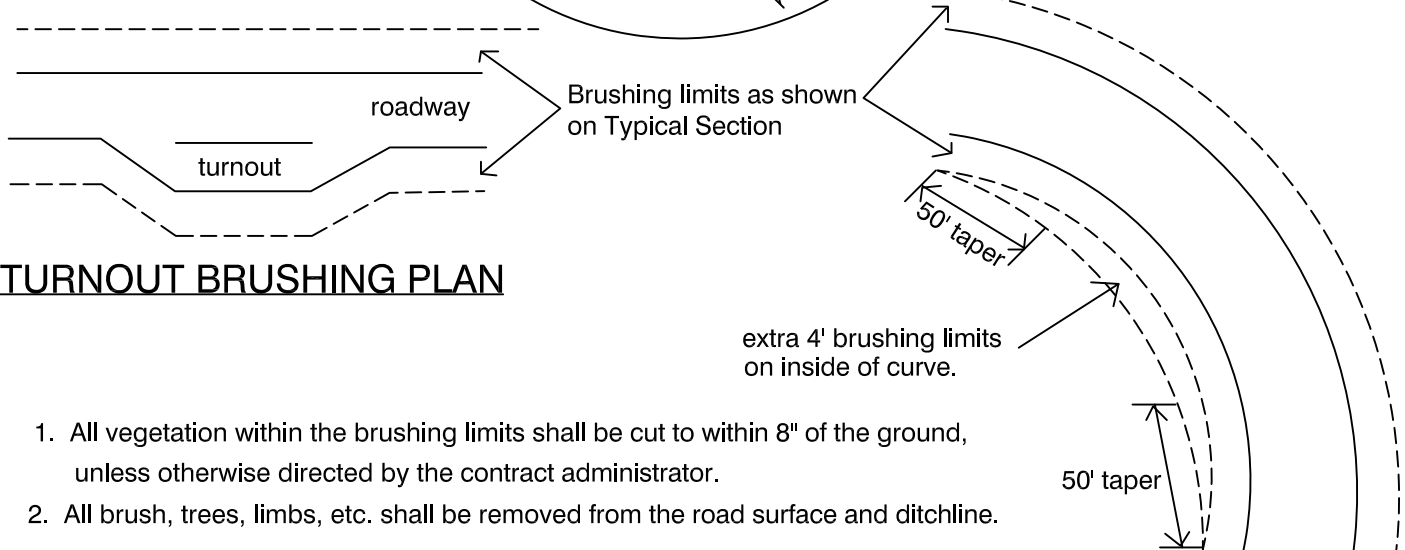 roadway
Brushing limits as shown
on Typical Section
turnout
50' taper
TURNOUT BRUSHING PLAN
extra 4' brushing limits
on inside of curve.
1. All vegetation within the brushing limits shall be cut to within 8" of the ground,
unless otherwise directed by the contract administrator.
50' taper
2. All brush, trees, limbs, etc. shall be removed from the road surface and ditchline.